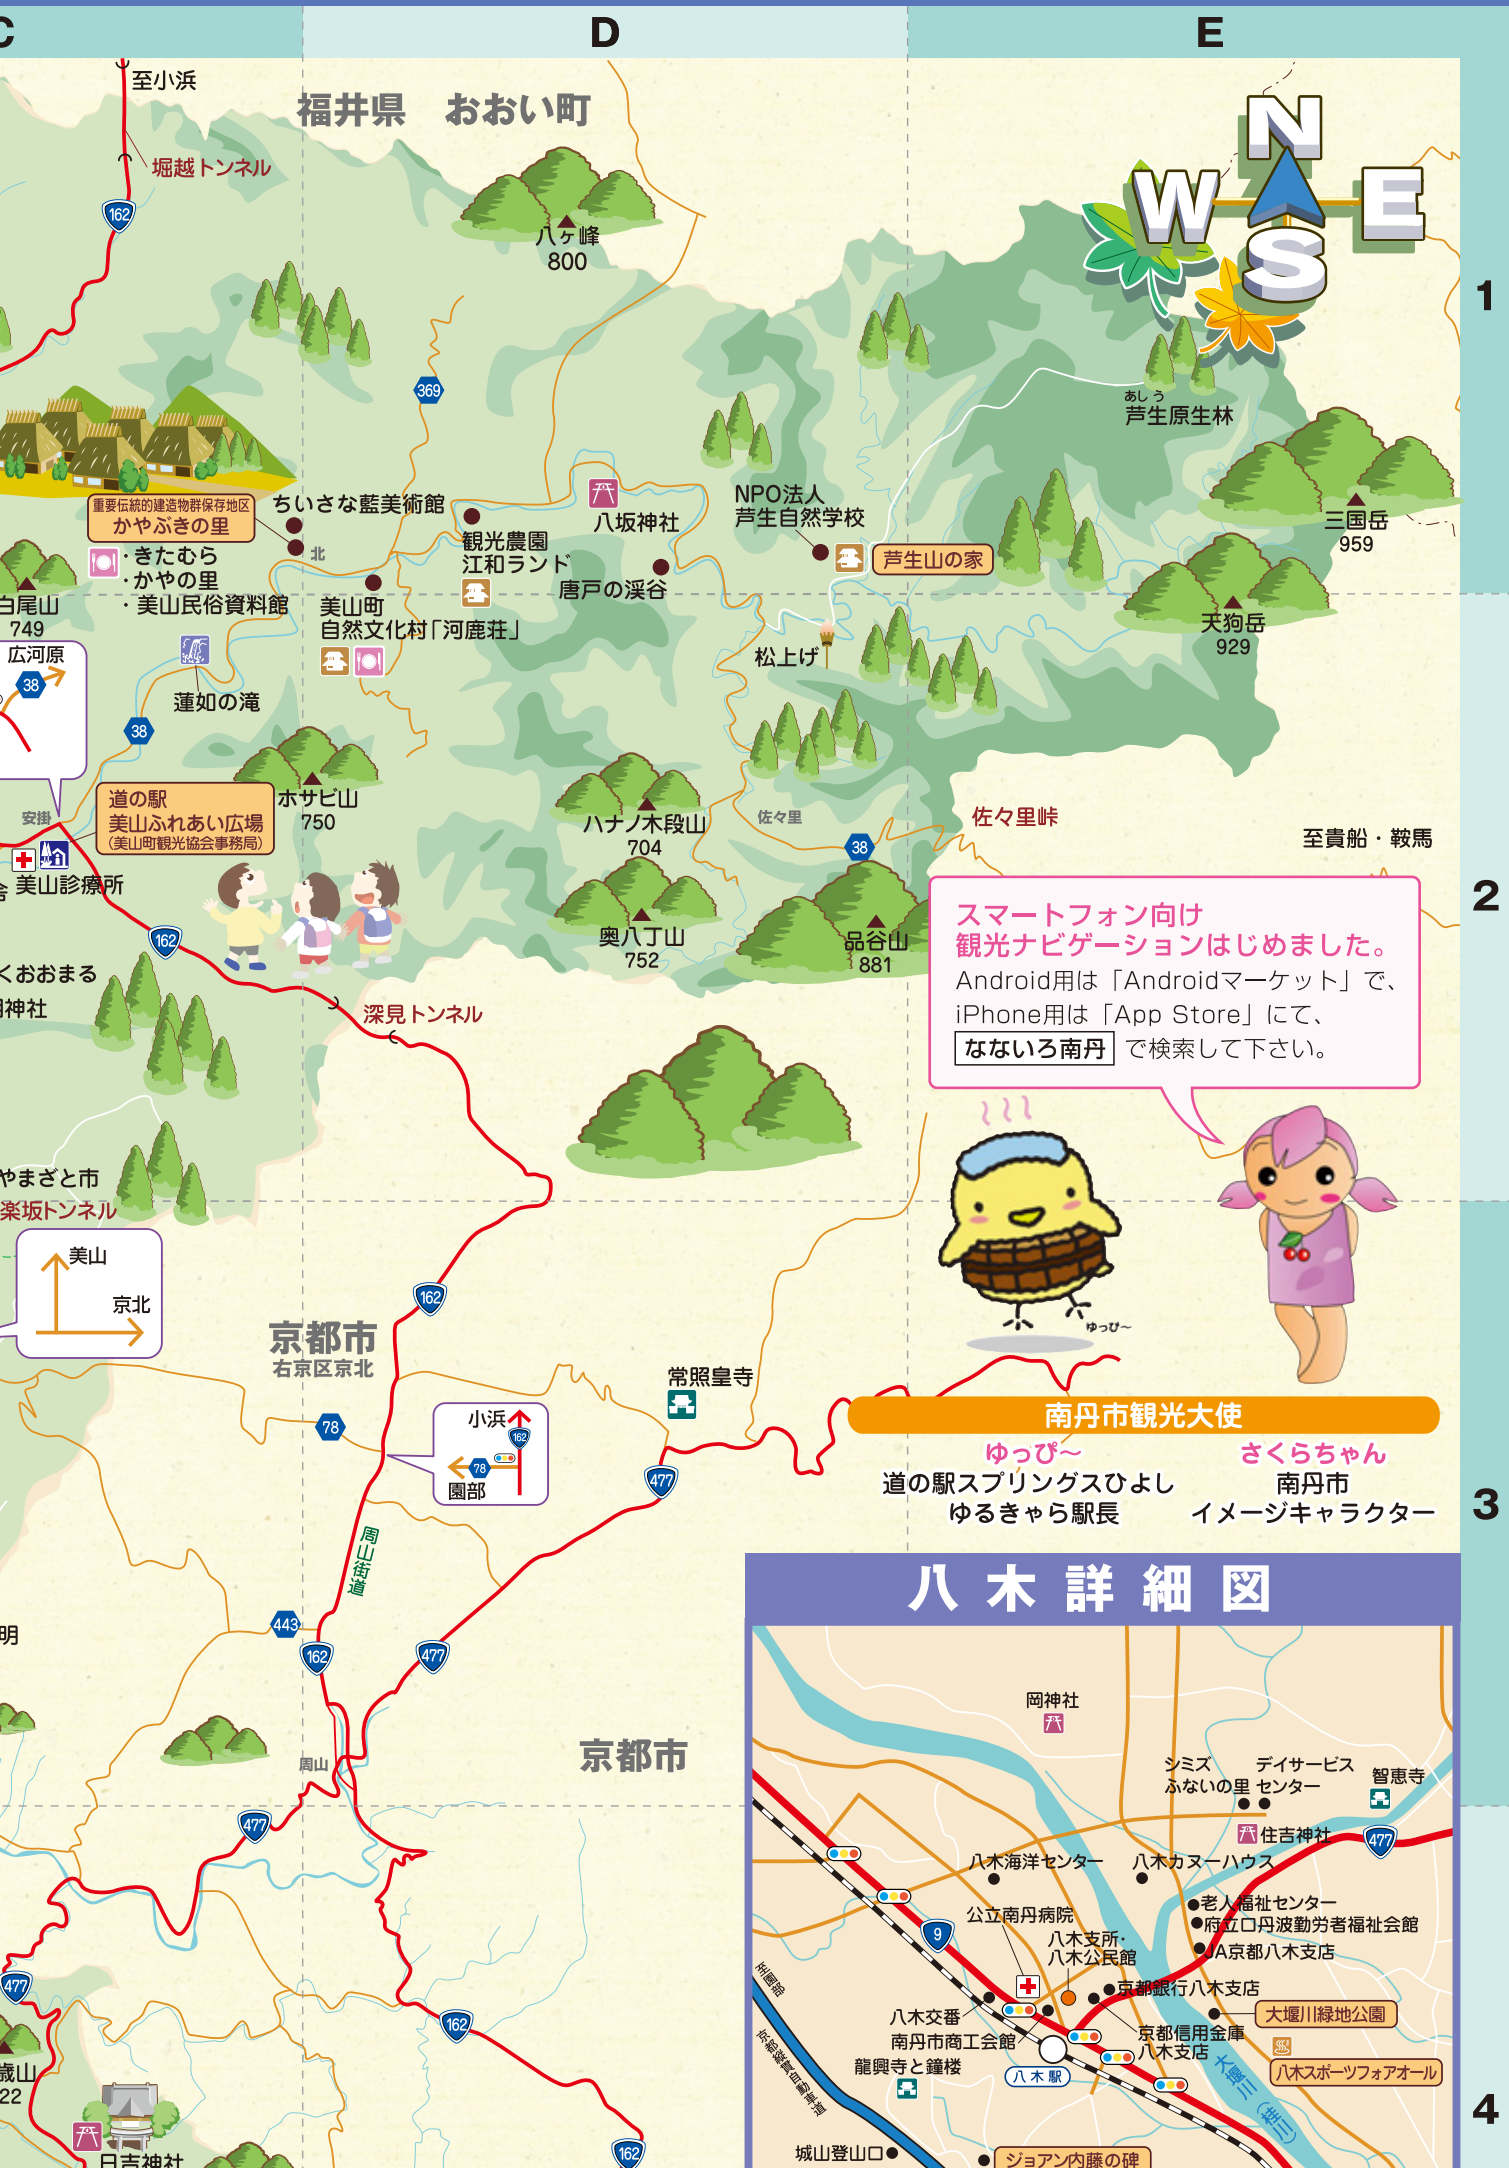 C
D
E
1
2
3
4
至小浜
堀越トンネル
162
福井県 おおい町
八ヶ峰
800
N
W
E
S
369
あしう
芦生原生林
三国岳
959
天狗岳
929
重要伝統的建造物群保存地区
かやぶきの里
ちいさな藍美術館
北
・きたむら
・かやの里
・美山民俗資料館
白尾山
749
観光農園
江和ランド
八坂神社
唐戸の渓谷
NPO法人
芦生自然学校
芦生山の家
美山町
自然文化村「河鹿荘」
松上げ
広河原
38
蓮如の滝
38
安掛
道の駅
美山ふれあい広場
(美山町観光協会事務局)
美山診療所
ホサビ山
750
ハナノ木段山
704
佐々里
38
佐々里峠
至貴船・鞍馬
奥八丁山
752
品谷山
881
162
くおおまる
神社
深見トンネル
スマートフォン向け
観光ナビゲーションはじめました。
Android用は「Androidマーケット」で、
iPhone用は「App Store」にて、
なないろ南丹 で検索して下さい。
やまざと市
楽坂トンネル
美山
京北
162
京都市
右京区京北
78
小浜
162
78
園部
常照皇寺
477
周山街道
ゆっぴ〜
南丹市観光大使
ゆっぴ〜
道の駅スプリングスひよし
ゆるきゃら駅長
さくらちゃん
南丹市
イメージキャラクター
明
443
162
477
周山
京都市
477
477
162
歳山
22
日吉神社
162
八木詳細図
岡神社
シミズ
ふないの里
デイサービス
センター
智恵寺
住吉神社
477
八木海洋センター
八木カヌーハウス
老人福祉センター
府立口丹波勤労者福祉会館
JA京都八木支店
公立南丹病院
9
八木支所・
八木公民館
京都銀行八木支店
大堰川緑地公園
八木交番
南丹市商工会館
京都信用金庫
八木支店
八木駅
龍興寺と鐘楼
八木スポーツフォアオール
至園部
京都縦貫自動車道
大堰川(桂川)
城山登山口
ジョアン内藤の碑